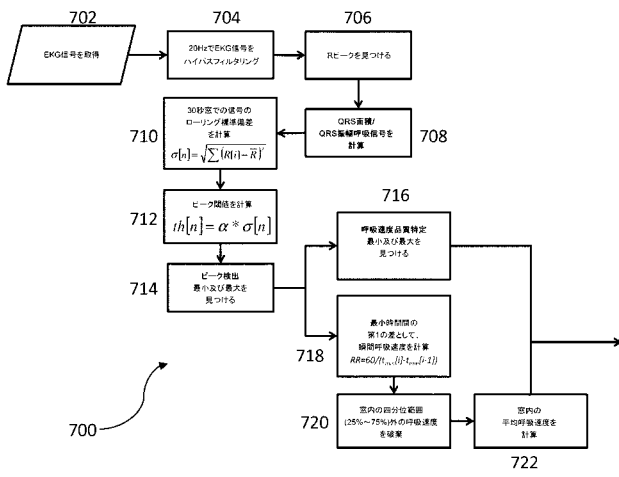 702
704
706
EKG信号を取得
20HzでEKG信号を
ハイパスフィルタリング
Rピークを見つける
710
30秒窓での信号の
ローリング標準偏差
を計算
σ[n]=√∑(R[i]−R̅)²
QRS面積/
QRS振幅呼吸信号を
計算
708
712
ピーク閾値を計算
th[n]=α*σ[n]
714
ピーク検出
最小及び最大を
見つける
716
呼吸速度品質特定
最小及び最大を
見つける
718
最小時間間の
第1の差として、
瞬間呼吸速度を計算
720
窓内の四分位範囲
(25%~75%)外の呼吸速度
を破棄
窓内の
平均呼吸速度を
計算
722
700